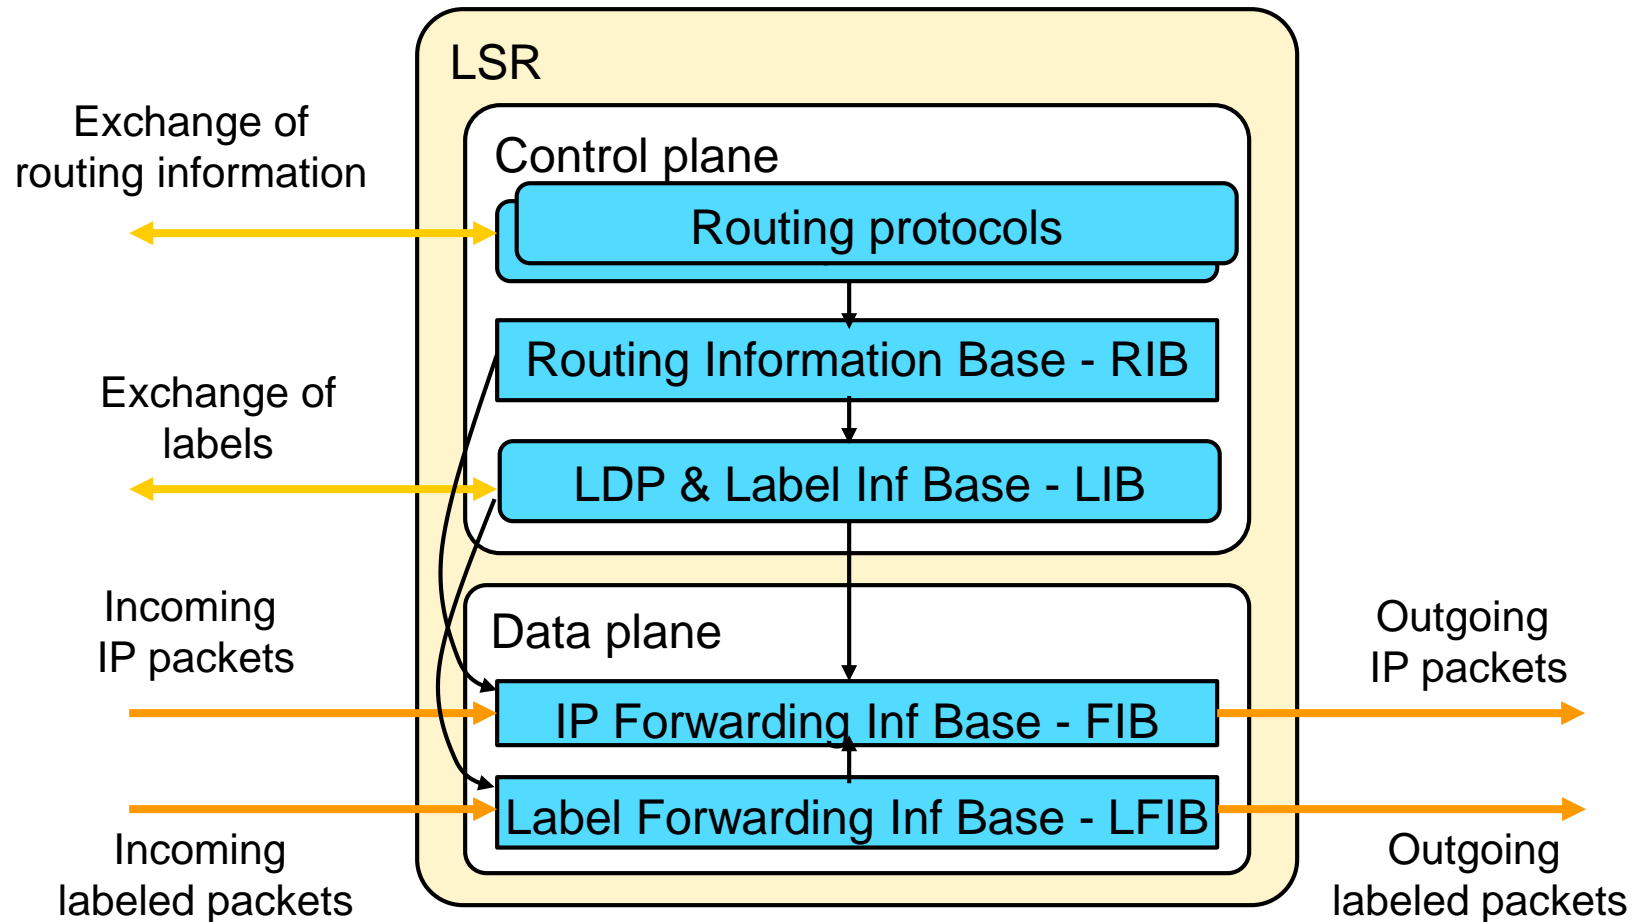 LSR
Exchange of
routing information
Control plane
Routing protocols
Routing Information Base - RIB
Exchange of
labels
LDP & Label Inf Base - LIB
Incoming
IP packets
Data plane
Outgoing
IP packets
IP Forwarding Inf Base - FIB
Label Forwarding Inf Base - LFIB
Incoming
labeled packets
Outgoing
labeled packets